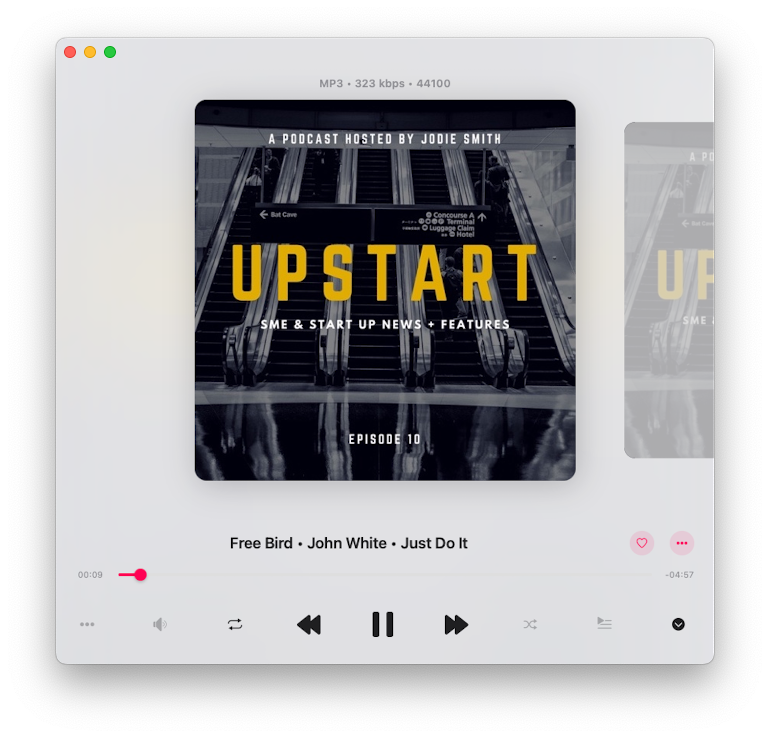 MP3 • 323 kbps • 44100
A PODCAST HOSTED BY JODIE SMITH
Bat Cave
Concourse A
Terminal
Luggage Claim
Hotel
UPSTART
SME & START UP NEWS + FEATURES
EPISODE 10
A PO
UP
SME &
Free Bird • John White • Just Do It
00:09
-04:57